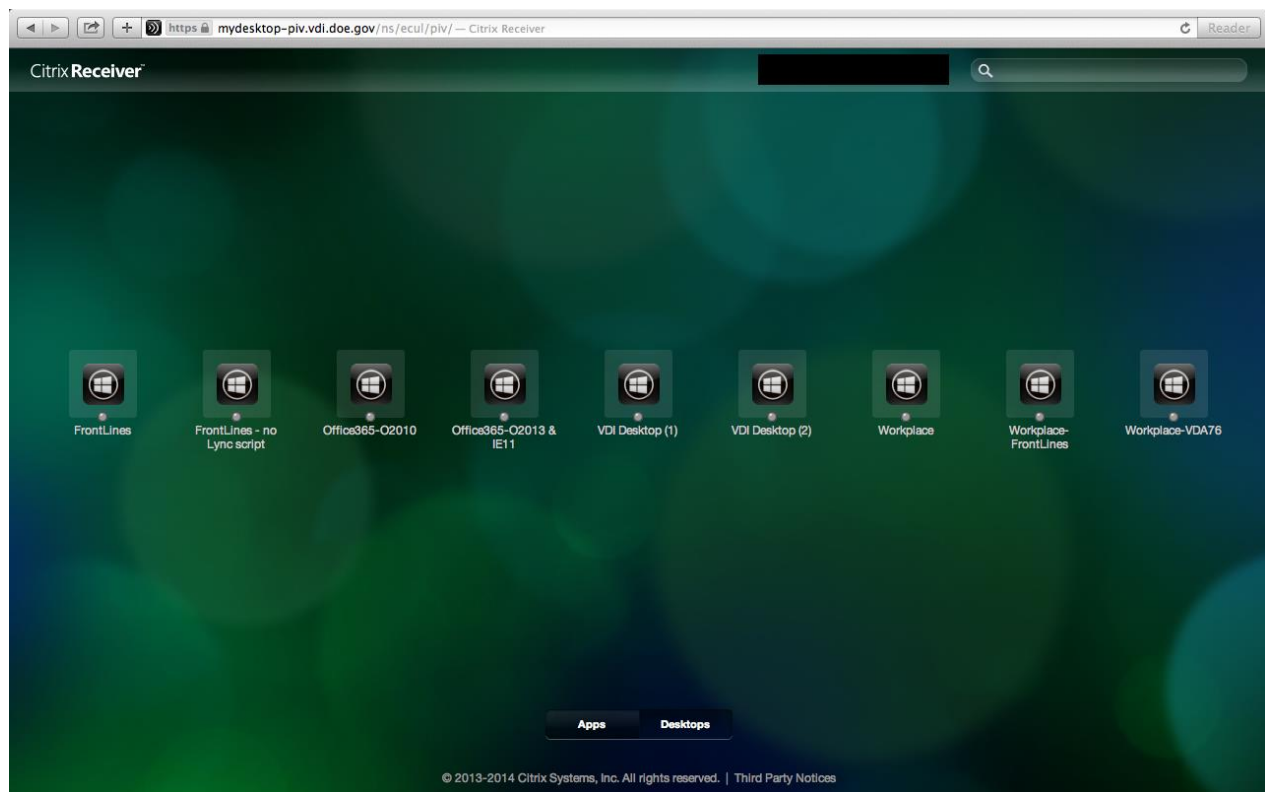 https mydesktop-piv.vdi.doe.gov/ns/ecul/piv/ — Citrix Receiver
Reader
Citrix Receiver™
FrontLines
FrontLines - no
Lync script
Office365-O2010
Office365-O2013 &
IE11
VDI Desktop (1)
VDI Desktop (2)
Workplace
Workplace-
FrontLines
Workplace-VDA76
Apps
Desktops
© 2013-2014 Citrix Systems, Inc. All rights reserved. | Third Party Notices